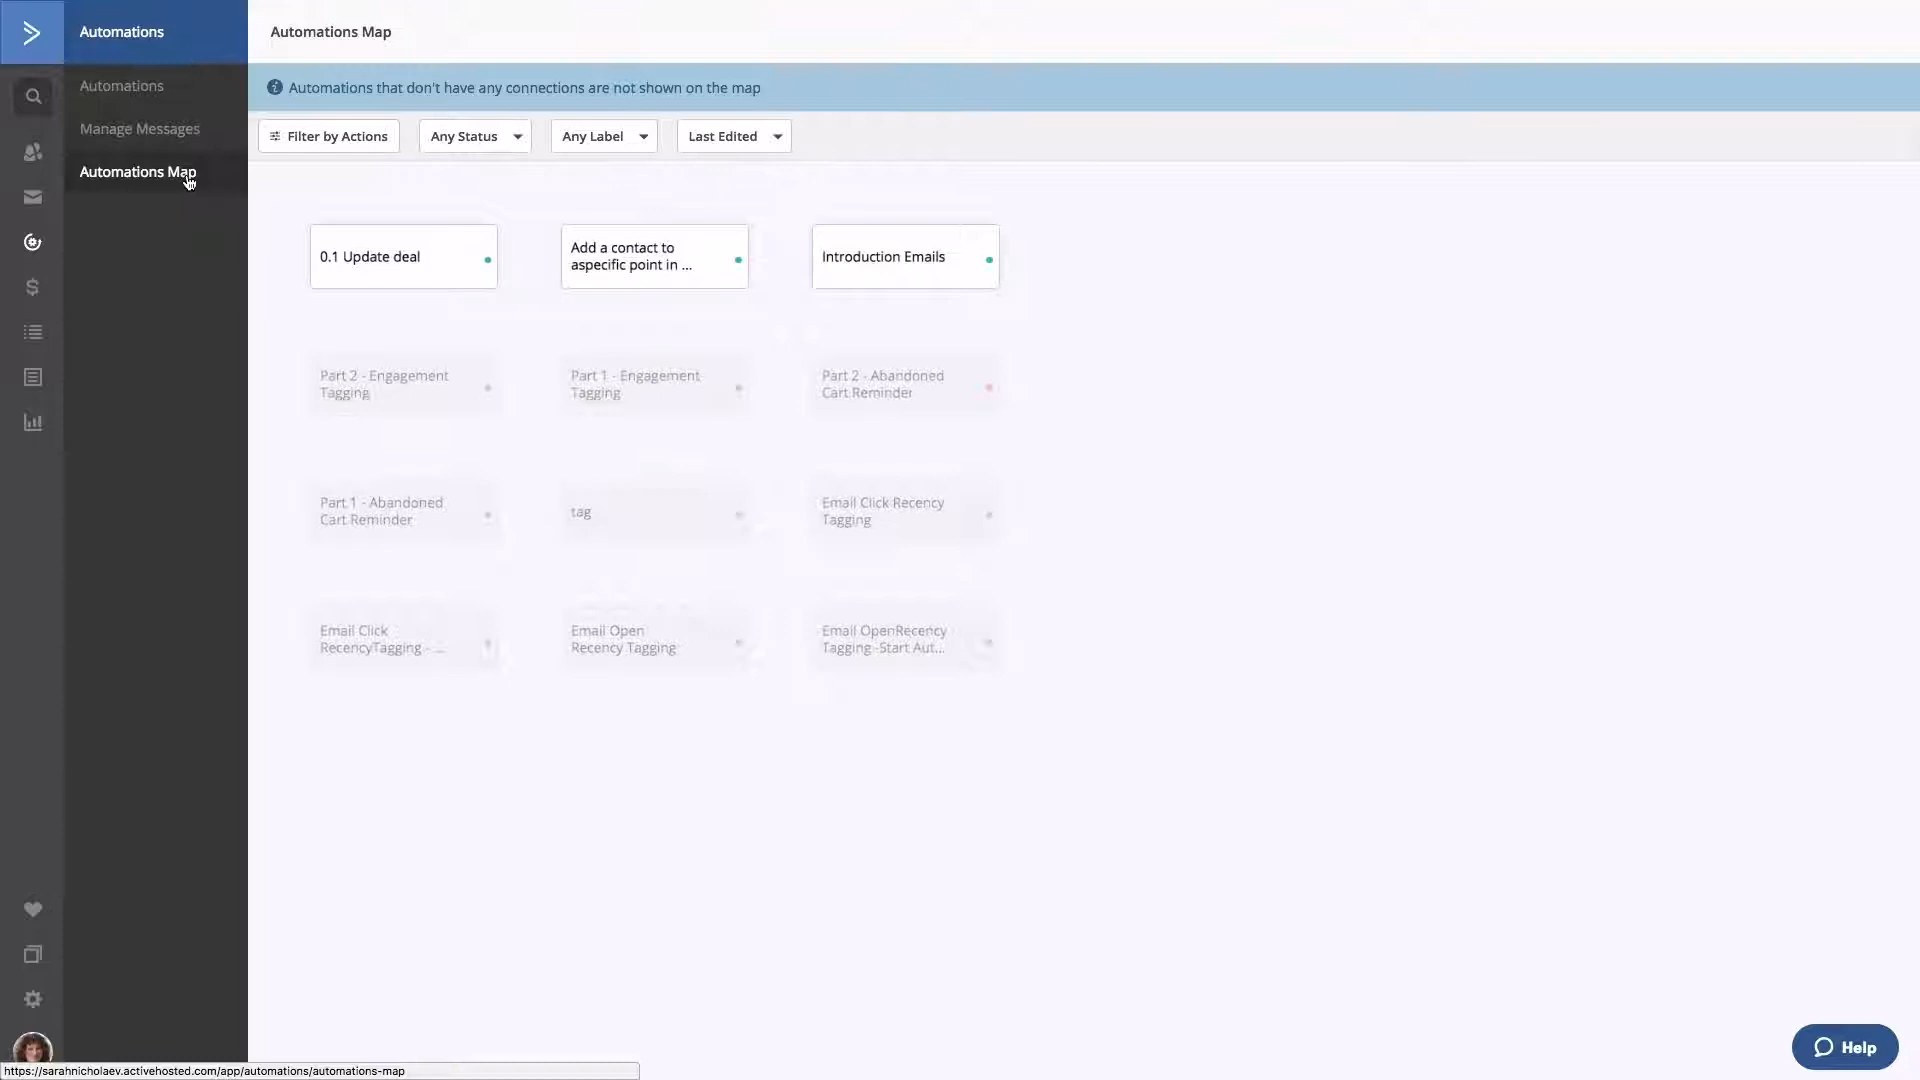 Automations
Automations Map
Automations
Manage Messages
Automations Map
Automations that don't have any connections are not shown on the map
Filter by Actions
Any Status
Any Label
Last Edited
0.1 Update deal
Add a contact to
aspecific point in ...
Introduction Emails
Part 2 - Engagement
Tagging
Part 1 - Engagement
Tagging
Part 2 - Abandoned
Cart Reminder
Part 1 - Abandoned
Cart Reminder
tag
Email Click Recency
Tagging
Email Click
RecencyTagging - ...
Email Open
Recency Tagging
Email OpenRecency
Tagging -Start Aut...
Help
https://sarahnicholaev.activehosted.com/app/automations/automations-map